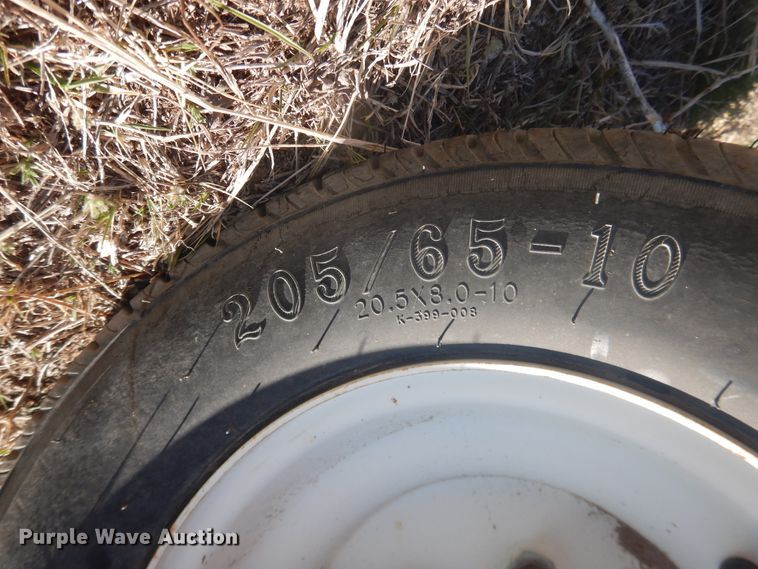 205/65-10
20.5X8.0-10
K-399-008
Purple Wave Auction